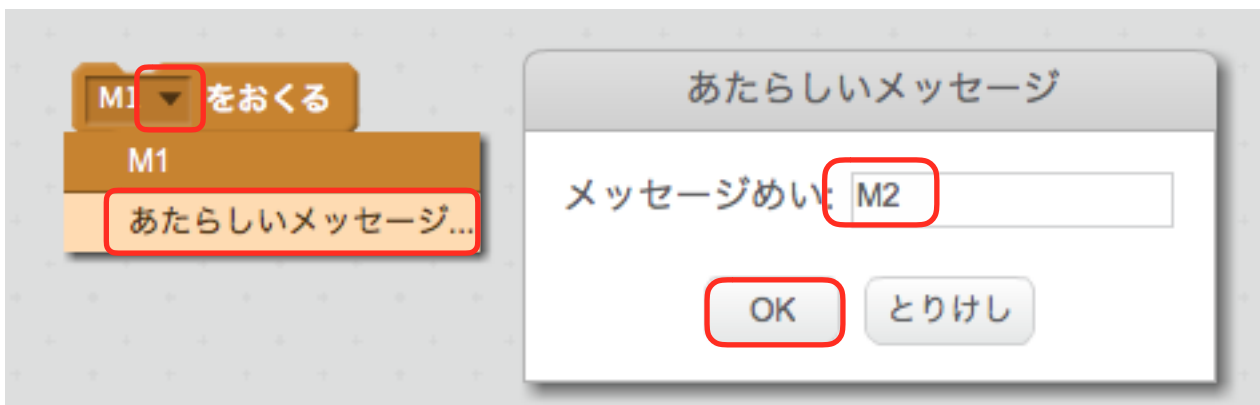 M1 をおくる
M1
あたらしいメッセージ...
あたらしいメッセージ
メッセージめい: M2
OK とりけし